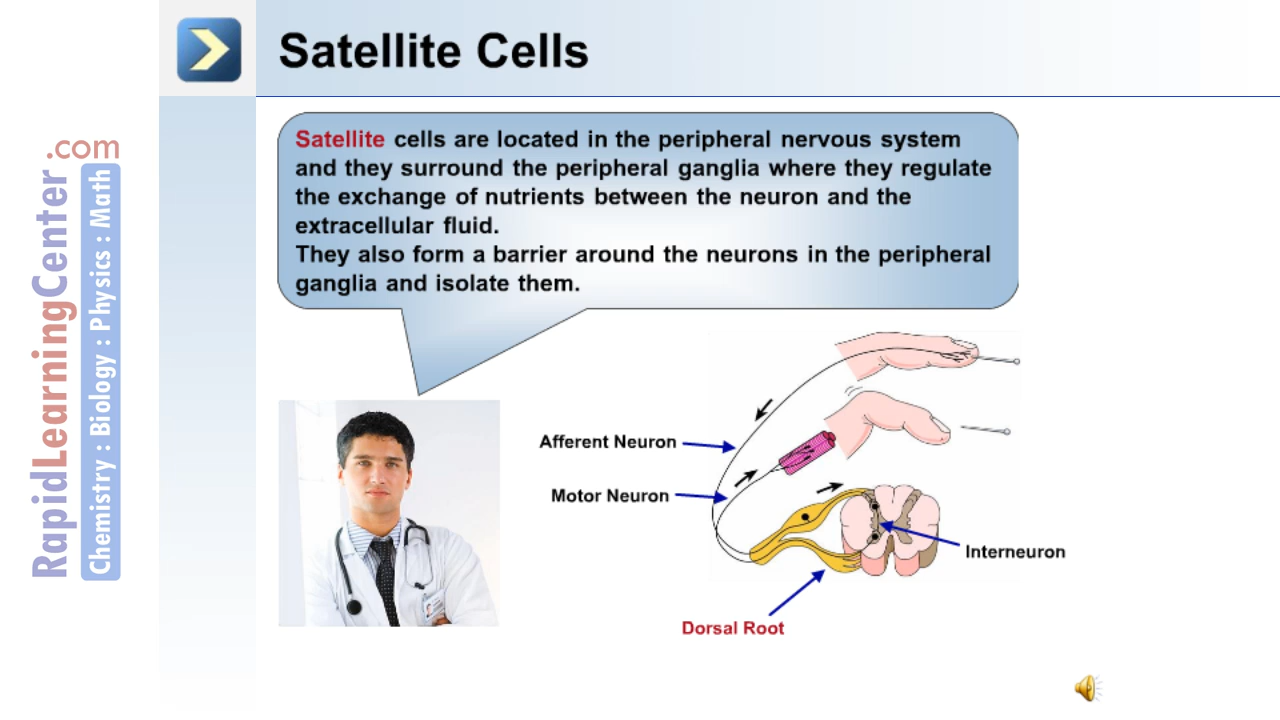 Satellite Cells
Satellite cells are located in the peripheral nervous system
and they surround the peripheral ganglia where they regulate
the exchange of nutrients between the neuron and the
extracellular fluid.
They also form a barrier around the neurons in the peripheral
ganglia and isolate them.
Afferent Neuron
Motor Neuron
Interneuron
Dorsal Root
RapidLearningCenter.com
Chemistry : Biology : Physics : Math